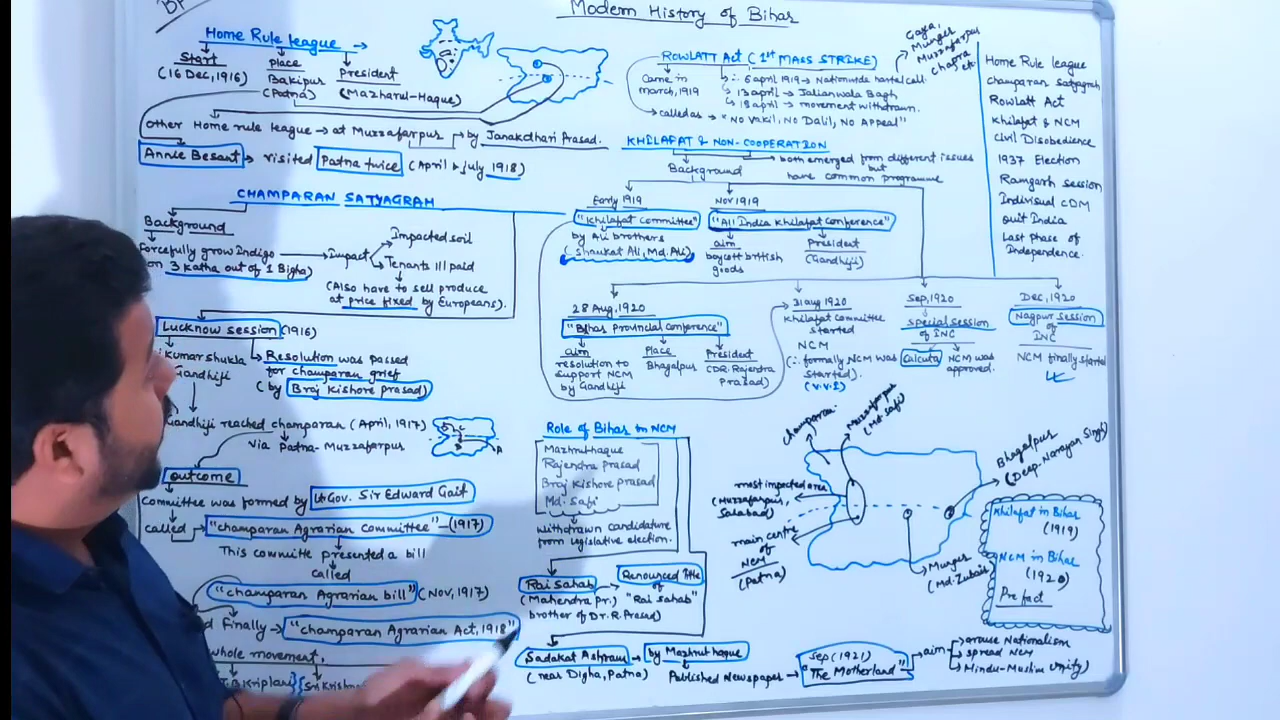 Modern History of Bihar
Home Rule league →
Start
(16 Dec, 1916)
Place
Bakipur
(Patna)
President
(Mazharul-Haque)
other Home rule league → at Muzzafarpur → by Janakdhari Prasad.
Annie Besant → visited Patna twice (April & July 1918)
CHAMPARAN SATYAGRAH
Background
Forcefully grow Indigo
on 3 katha out of 1 Bigha)
Impact
Impacted soil
Tenants Ill paid
(Also have to sell produce
at price fixed by Europeans).
Lucknow session (1916)
Kumar shukla
Gandhiji
Resolution was passed
for champaran grief
(by Braj Kishore prasad)
Gandhiji reached champaran (April, 1917)
via Patna-Muzzafarpur
outcome
Committee was formed by Lt Gov. Sir Edward Gait
called → "champaran Agrarian Committee" - (1917)
This committe presented a bill
called
"champaran Agrarian bill" (Nov, 1917)
Finally → "champaran Agrarian Act, 1918"
whole movement,
Kriplani} {Sri Krishna
ROWLATT Act (1st MASS STRIKE)
Gaya,
Munger
Muzzafarpur
Chapra
etc.
Came in
march, 1919
∴ 6 april 1919 → Nationwide hartal call.
13 april → Jalianwala Bagh
18 april → movement withdrawn.
called as → "No Vakil, No Dalil, No Appeal"
KHILAFAT & NON-COOPERATION
Background
both emerged from different issues
but
have common programme
Early 1919
"Khilafat committee"
by Ali brothers
(Shaukat Ali, Md. Ali)
Nov 1919
"All India Khilafat Conference"
aim
boycott british
goods
President
(Gandhiji)
28 Aug, 1920
"Bihar provincial conference"
aim
resolution to
support NCM
by Gandhiji
Place
Bhagalpur
President
(DR. Rajendra
Prasad)
31 aug 1920
Khilafat committee
started
NCM
(∴ formally NCM was
started).
(v.v.I)
Sep, 1920
special session
of INC
Calcuta
NCM was
approved.
Dec, 1920
Nagpur session
of
INC
NCM finally started
Role of Bihar in NCM
Mazhrulhaque
Rajendra prasad
Braj Kishore prasad
Md. Safi
withdrawn candidature
from legislative election.
Rai Sahab
(Mahendra pr.)
brother of Dr. R. Prasad)
Renounced title
of
"Rai sahab"
Sadakat Ashram → by Mazhrul haque
(near Digha, Patna)
Published Newspaper →
Sep (1921)
"The Motherland"
aim
arouse Nationalism
spread NCM
Hindu-Muslim Unity)
champaran
Muzzafarpur
(Md. safi)
Bhagalpur
(Deep-Narayan Singh)
most impacted area
(Muzzafarpur,
main centre
of
NCM
(Patna)
Munger
(Md. Zubair)
Khilafat in Bihar
(1919)
NCM in Bihar
(1920)
Pre fact
Home Rule league
champaran satyagrah
Rowlatt Act
Khilafat & NCM
Civil Disobedience
1937 Election
Ramgarh session
Indivisual CDM
Quit India
Last Phase of
Independence.